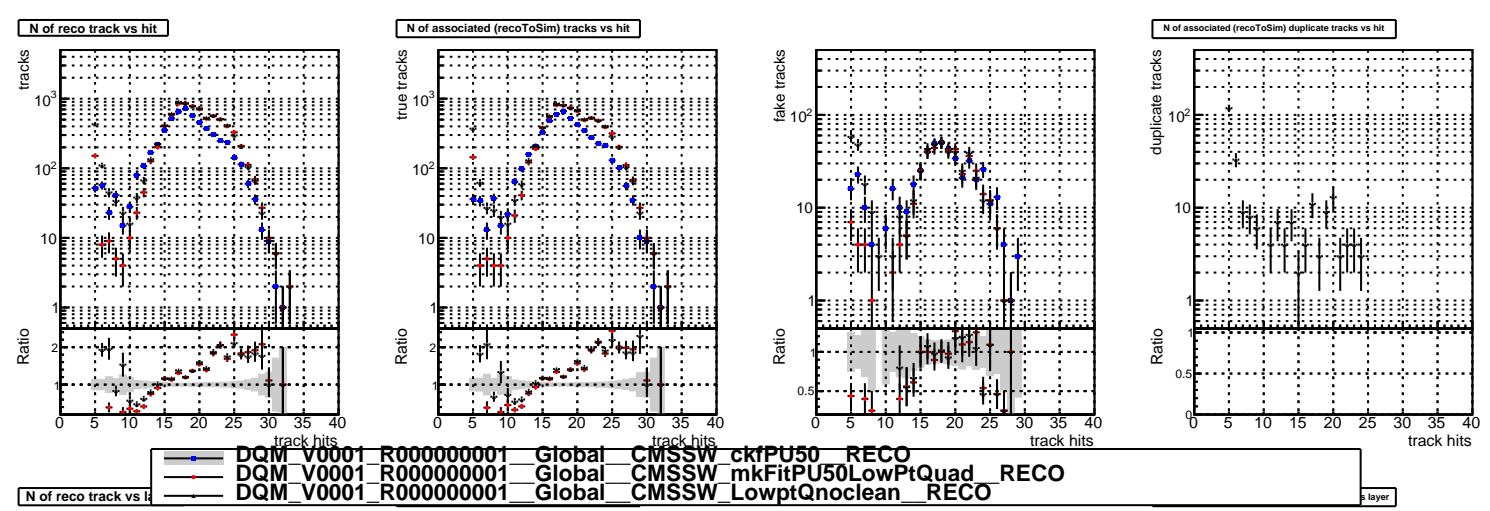 N of reco track vs hit
N of associated (recoToSim) tracks vs hit
N of associated (recoToSim) duplicate tracks vs hit
tracks
10³
10²
10
1
Ratio
2
1
0 5 10 15 20 25 30 35 40
track hits
true tracks
10³
10²
10
1
Ratio
2
1
0 5 10 15 20 25 30 35 40
track hits
fake tracks
10²
10
1
Ratio
1
0.5
0 5 10 15 20 25 30 35 40
track hits
duplicate tracks
10²
10
1
Ratio
1
0.5
0
0 5 10 15 20 25 30 35 40
track hits
DQM_V0001_R000000001__Global__CMSSW_ckfPU50__RECO
DQM_V0001_R000000001__Global__CMSSW_mkFitPU50LowPtQuad__RECO
DQM_V0001_R000000001__Global__CMSSW_LowptQnoclean__RECO
N of reco track vs la
s layer